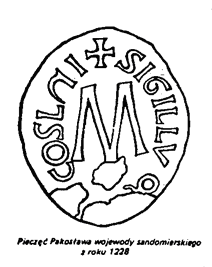 ✠ SIGILLV
COSLAI
M
Pieczęć Pakosława wojewody sandomierskiego
z roku 1228